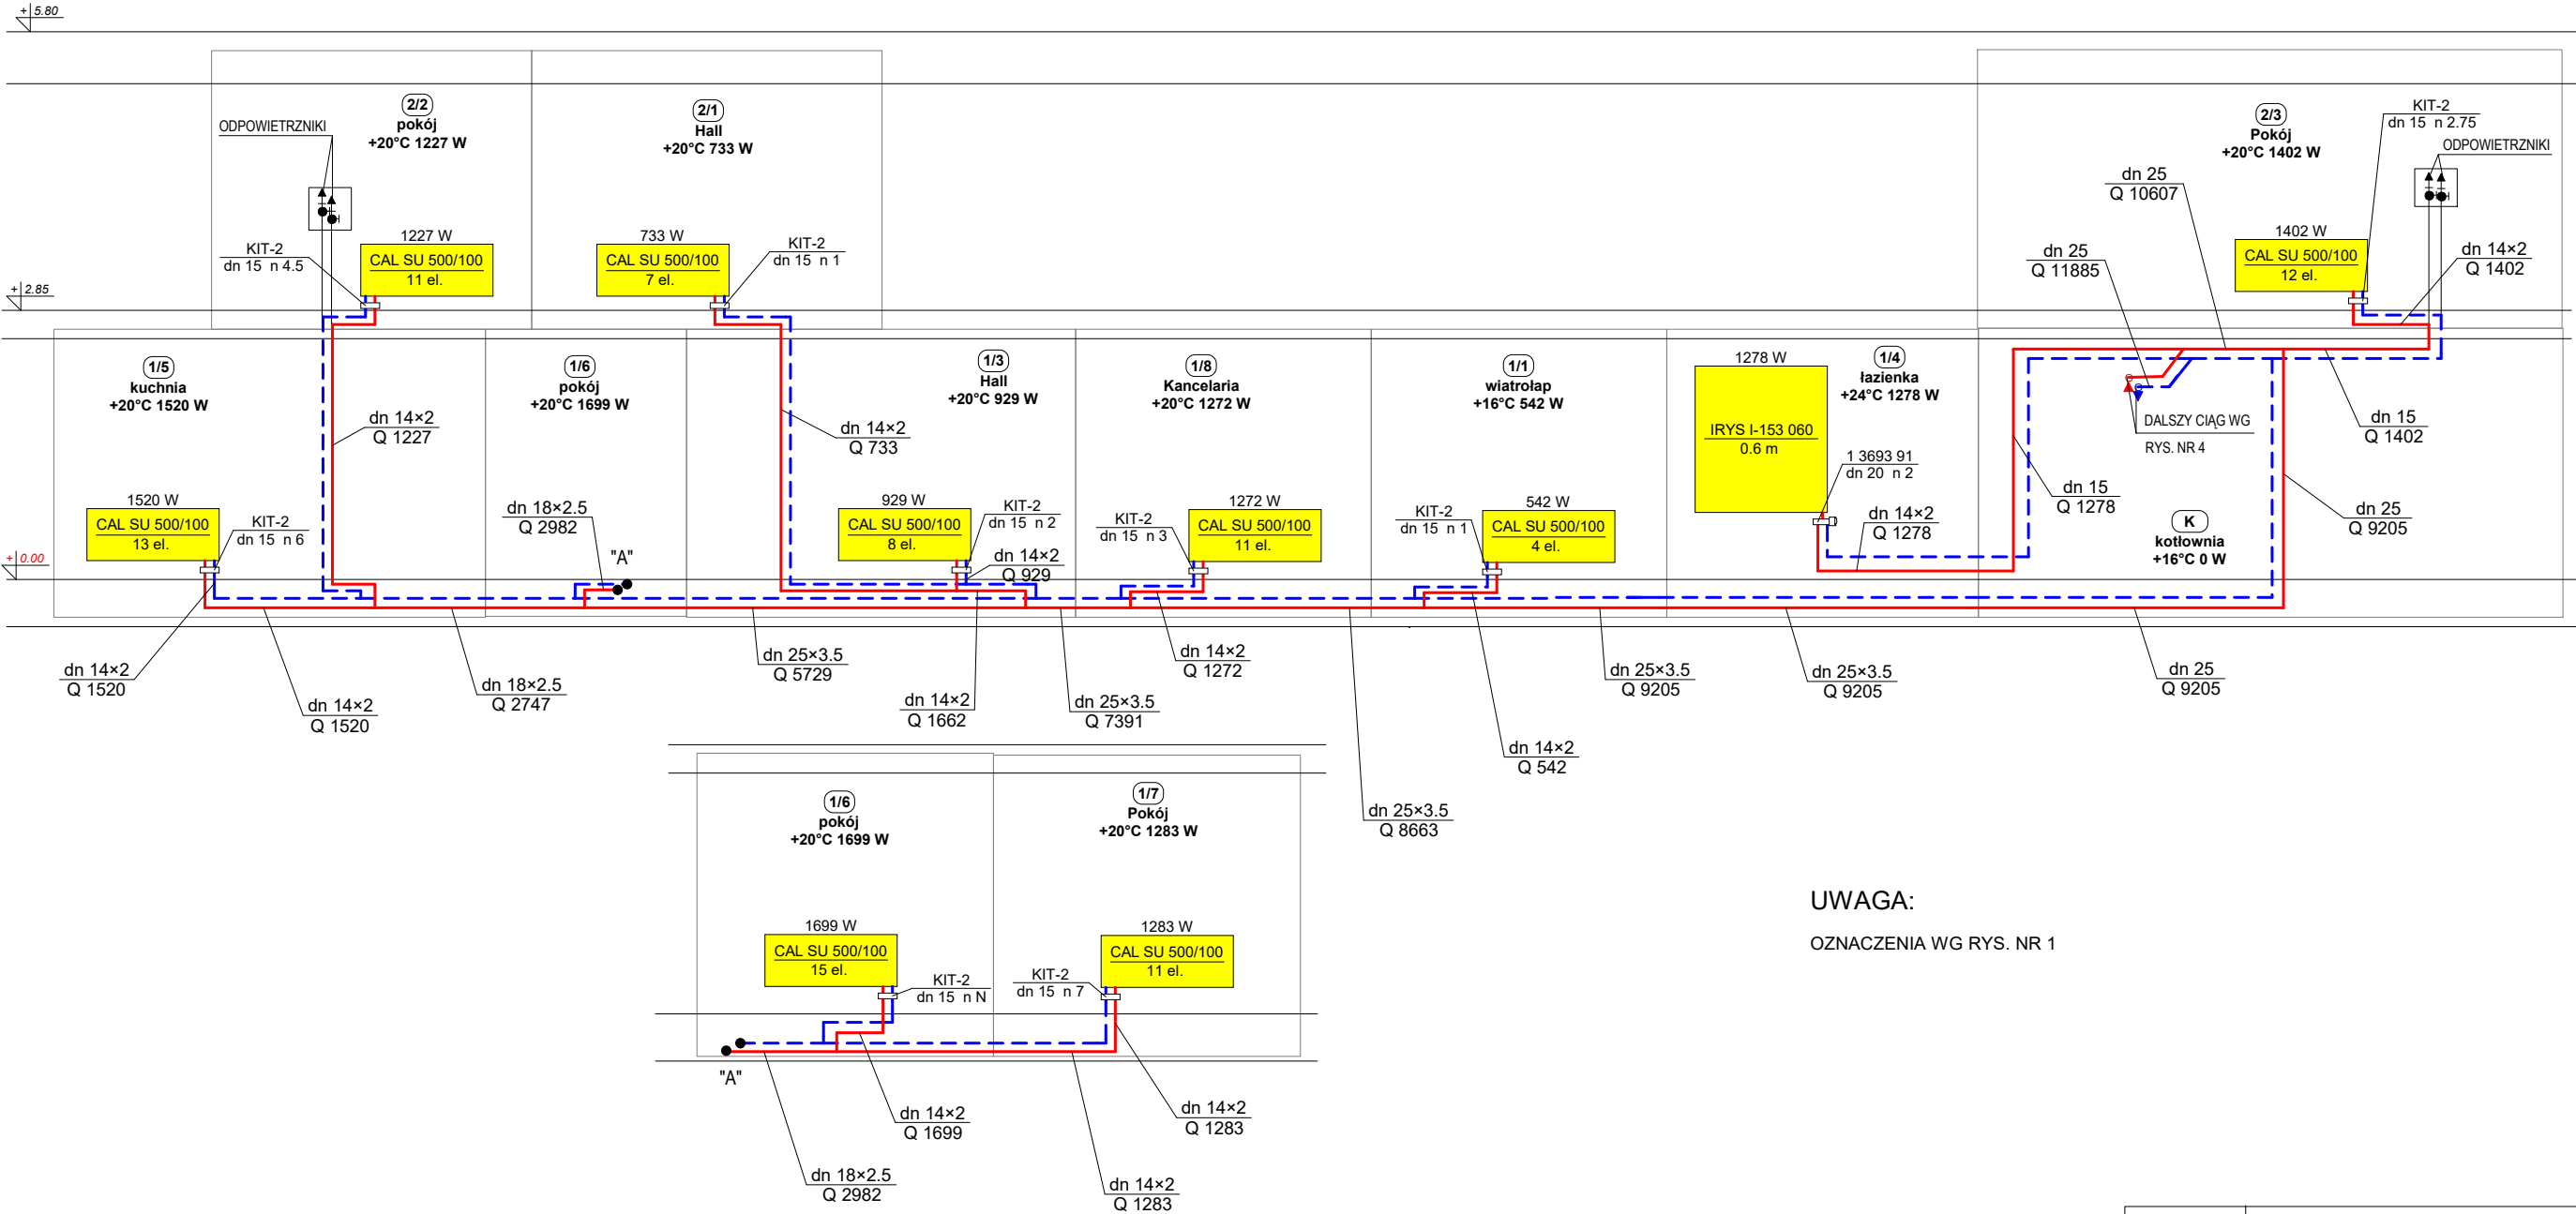 + 5.80
2/2
pokój
+20°C 1227 W
ODPOWIETRZNIKI
1227 W
CAL SU 500/100
11 el.
KIT-2
dn 15 n 4.5
2/1
Hall
+20°C 733 W
733 W
CAL SU 500/100
7 el.
KIT-2
dn 15 n 1
2/3
Pokój
+20°C 1402 W
KIT-2
dn 15 n 2.75
ODPOWIETRZNIKI
dn 25
Q 10607
dn 25
Q 11885
1402 W
CAL SU 500/100
12 el.
dn 14×2
Q 1402
+ 2.85
1/5
kuchnia
+20°C 1520 W
dn 14×2
Q 1227
1520 W
CAL SU 500/100
13 el.
KIT-2
dn 15 n 6
1/6
pokój
+20°C 1699 W
dn 18×2.5
Q 2982
"A"
dn 14×2
Q 733
1/3
Hall
+20°C 929 W
929 W
CAL SU 500/100
8 el.
KIT-2
dn 15 n 2
dn 14×2
Q 929
1/8
Kancelaria
+20°C 1272 W
KIT-2
dn 15 n 3
1272 W
CAL SU 500/100
11 el.
1/1
wiatrołap
+16°C 542 W
KIT-2
dn 15 n 1
542 W
CAL SU 500/100
4 el.
1278 W
IRYS I-153 060
0.6 m
1/4
łazienka
+24°C 1278 W
1 3693 91
dn 20 n 2
dn 14×2
Q 1278
dn 15
Q 1278
DALSZY CIĄG WG
RYS. NR 4
dn 15
Q 1402
dn 25
Q 9205
K
kotłownia
+16°C 0 W
+ 0.00
dn 14×2
Q 1520
dn 14×2
Q 1520
dn 18×2.5
Q 2747
dn 25×3.5
Q 5729
dn 14×2
Q 1662
dn 25×3.5
Q 7391
dn 14×2
Q 1272
dn 25×3.5
Q 8663
dn 14×2
Q 542
dn 25×3.5
Q 9205
dn 25×3.5
Q 9205
dn 25
Q 9205
1/6
pokój
+20°C 1699 W
1699 W
CAL SU 500/100
15 el.
KIT-2
dn 15 n N
1/7
Pokój
+20°C 1283 W
KIT-2
dn 15 n 7
1283 W
CAL SU 500/100
11 el.
"A"
dn 18×2.5
Q 2982
dn 14×2
Q 1699
dn 14×2
Q 1283
dn 14×2
Q 1283
UWAGA:
OZNACZENIA WG RYS. NR 1